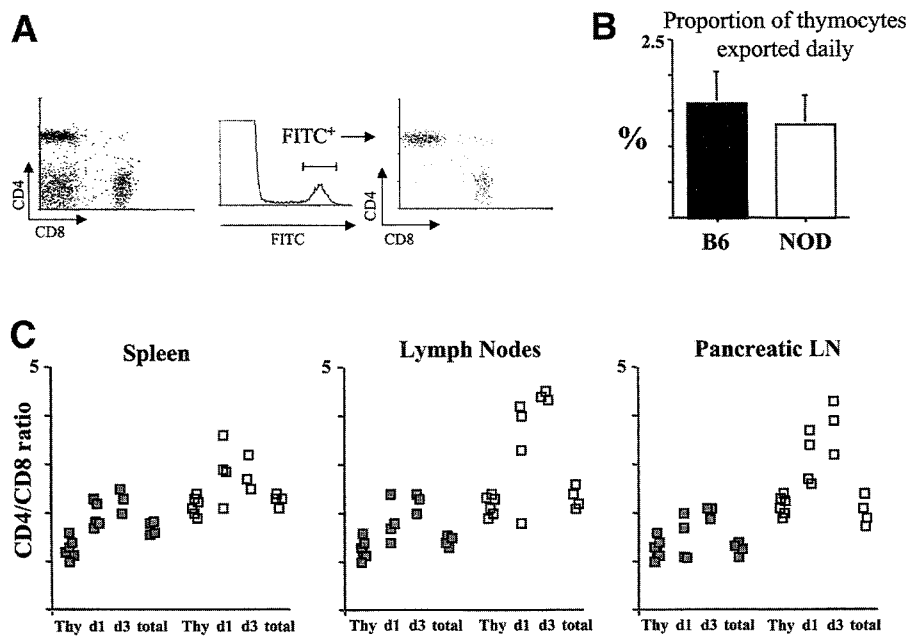 A
CD4
CD8
FITC+
FITC
CD4
CD8
B
Proportion of thymocytes
exported daily
2.5
%
B6
NOD
C
CD4/CD8 ratio
Spleen
5
Thy d1 d3 total Thy d1 d3 total
Lymph Nodes
5
Thy d1 d3 total Thy d1 d3 total
Pancreatic LN
5
Thy d1 d3 total Thy d1 d3 total